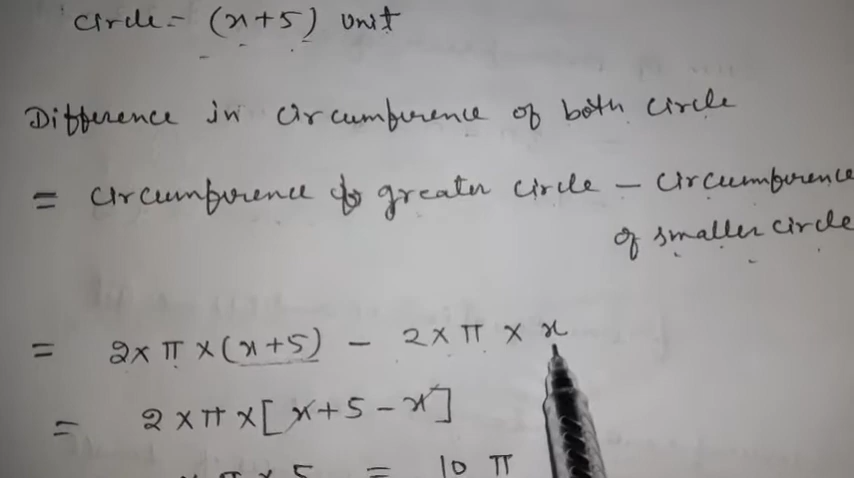 circle = (x+5) unit
Difference in circumference of both circle
= circumference of greater circle − circumference
of smaller circle
= 2 × π × (x+5) − 2 × π × x
= 2 × π × [x+5−x]
π × 5 = 10 π